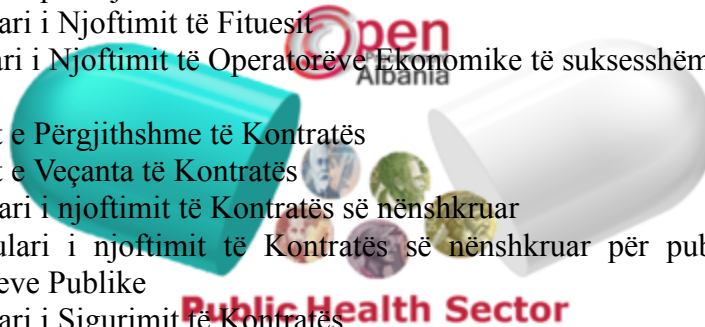 ari i Njoftimit të Fituesit
Open
ari i Njoftimit të Operatorëve Ekonomike të suksesshëm
Albania
t e Përgjithshme të Kontratës
t e Veçanta të Kontratës
ari i njoftimit të Kontratës së nënshkruar
ulari i njoftimit të Kontratës së nënshkruar për pub
eve Publike
Public Health Sector
ari i Sigurimit të Kontratës